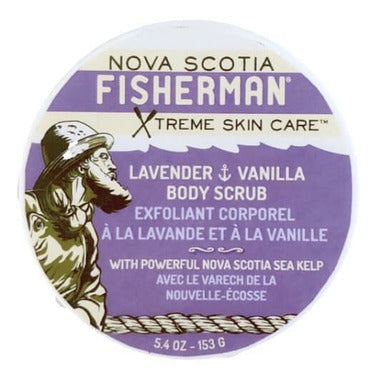 NOVA SCOTIA
FISHERMAN®
XTREME SKIN CARE™
LAVENDER ⚓ VANILLA
BODY SCRUB
EXFOLIANT CORPOREL
À LA LAVANDE ET À LA VANILLE
WITH POWERFUL NOVA SCOTIA SEA KELP
AVEC LE VARECH DE LA
NOUVELLE-ÉCOSSE
5.4 OZ - 153 G